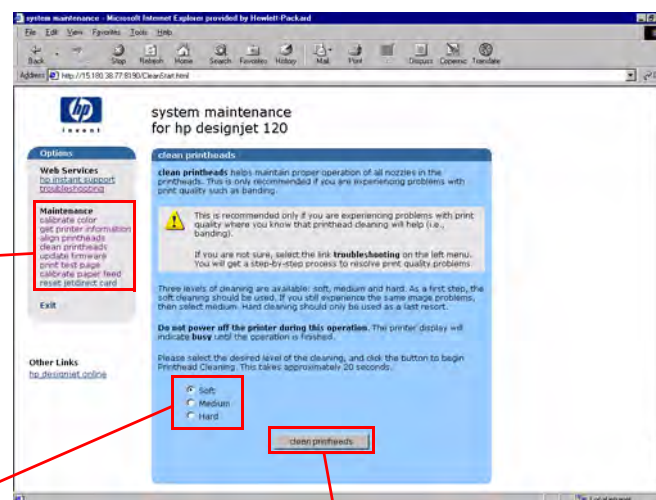 system maintenance - Microsoft Internet Explorer provided by Hewlett-Packard
File Edit View Favorites Tools Help
Back Stop Refresh Home Search Favorites History Mail Print Discuss Copernic Translate
Address http://15.180.38.77:8190/CleanStart.html
hp
invent
system maintenance
for hp designjet 120
Options
Web Services
hp instant support
troubleshooting
Maintenance
calibrate color
get printer information
align printheads
clean printheads
update firmware
print test page
calibrate paper feed
reset jetdirect card
Exit
Other Links
hp designjet online
clean printheads
clean printheads helps maintain proper operation of all nozzles in the
printheads. This is only recommended if you are experiencing problems with
print quality such as banding.
This is recommended only if you are experiencing problems with print
quality where you know that printhead cleaning will help (i.e.,
banding).
If you are not sure, select the link troubleshooting on the left menu.
You will get a step-by-step process to resolve print quality problems
Three levels of cleaning are available: soft, medium and hard. As a first step, the
soft cleaning should be used. If you still experience the same image problems,
then select medium. Hard cleaning should only be used as a last resort.
Do not power off the printer during this operation. The printer display will
indicate busy until the operation is finished.
Please select the desired level of the cleaning, and click the button to begin
Printhead Cleaning. This takes approximately 20 seconds.
Soft
Medium
Hard
clean printheads